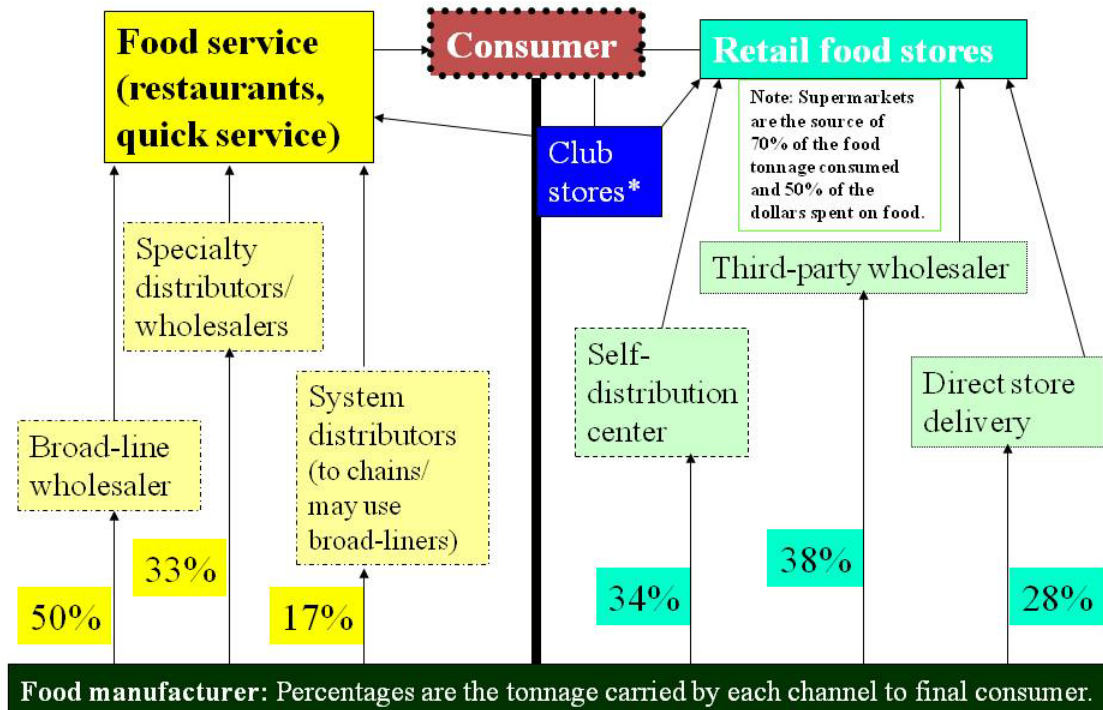 Food service
(restaurants,
quick service)
Consumer
Retail food stores
Note: Supermarkets
are the source of
70% of the food
tonnage consumed
and 50% of the
dollars spent on food.
Club
stores*
Specialty
distributors/
wholesalers
Third-party wholesaler
Broad-line
wholesaler
System
distributors
(to chains/
may use
broad-liners)
Self-
distribution
center
Direct store
delivery
50%
33%
17%
34%
38%
28%
Food manufacturer: Percentages are the tonnage carried by each channel to final consumer.